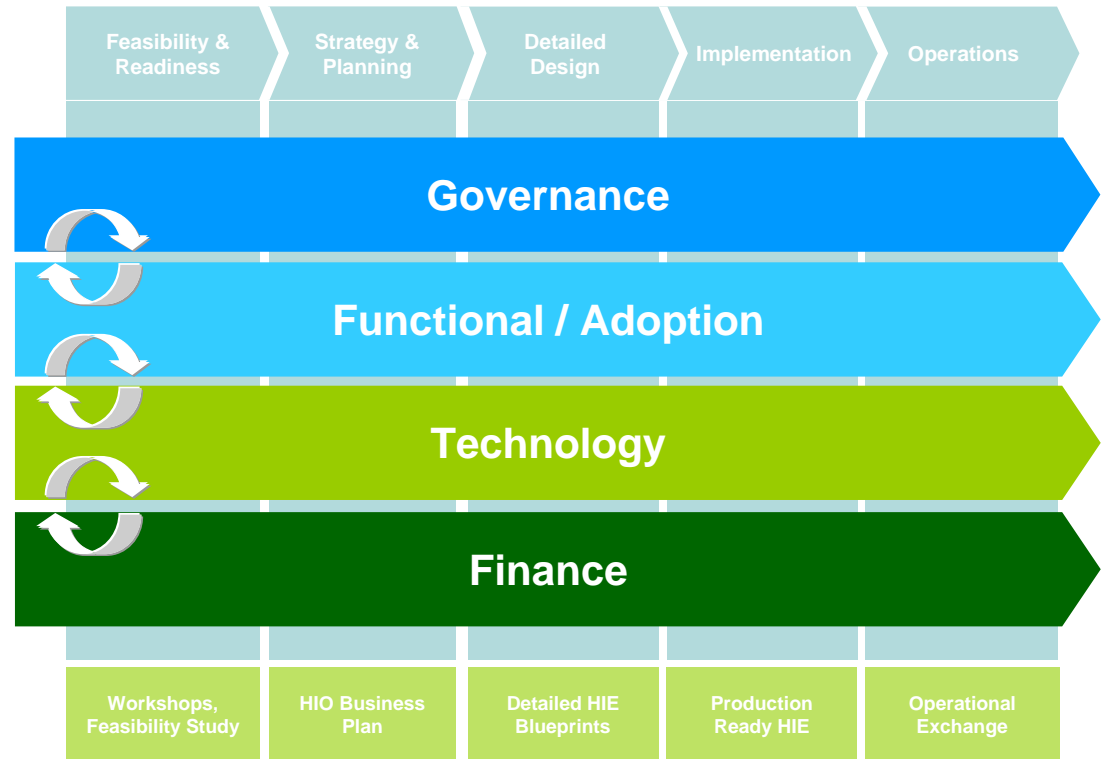 Feasibility &
Readiness
Strategy &
Planning
Detailed
Design
Implementation
Operations
Governance
Functional / Adoption
Technology
Finance
Workshops,
Feasibility Study
HIO Business
Plan
Detailed HIE
Blueprints
Production
Ready HIE
Operational
Exchange